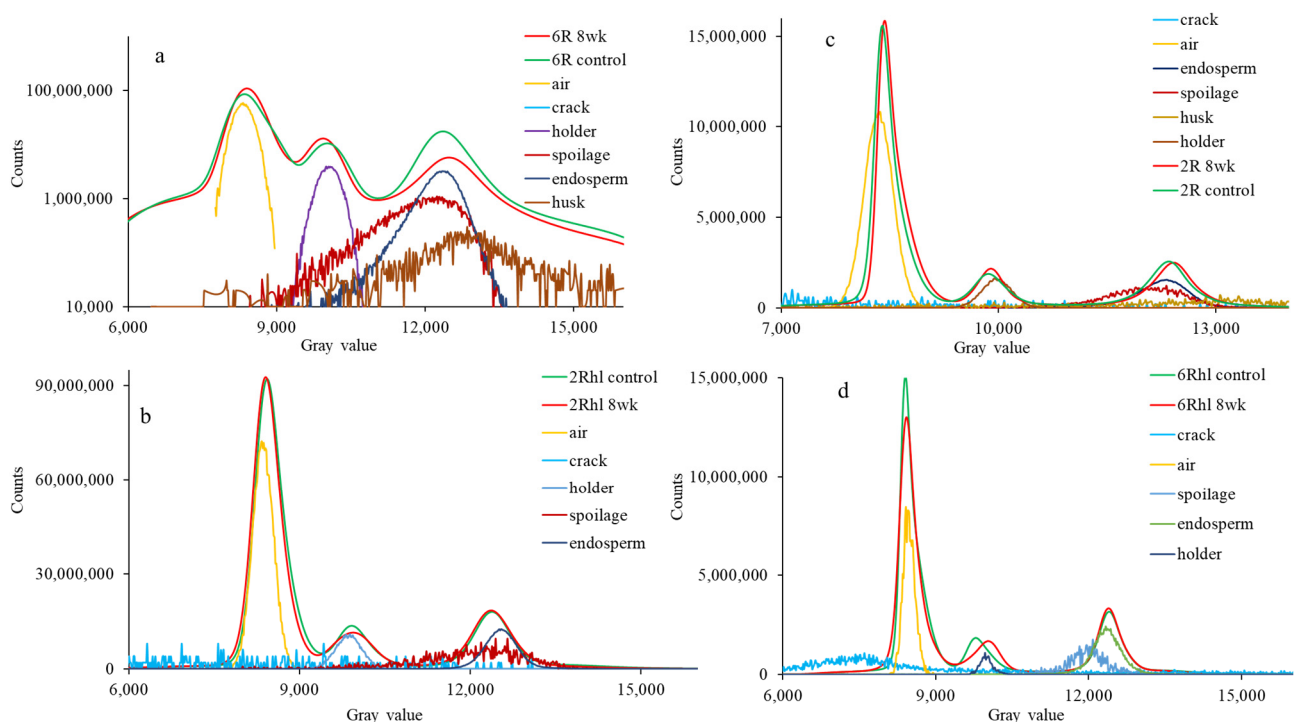 a
6R 8wk
6R control
air
crack
holder
spoilage
endosperm
husk
Counts
100,000,000
1,000,000
10,000
6,000 9,000 12,000 15,000
Gray value
c
crack
air
endosperm
spoilage
husk
holder
2R 8wk
2R control
Counts
15,000,000
10,000,000
5,000,000
0
7,000 10,000 13,000
Gray value
b
2Rhl control
2Rhl 8wk
air
crack
holder
spoilage
endosperm
Counts
90,000,000
60,000,000
30,000,000
0
6,000 9,000 12,000 15,000
Gray value
d
6Rhl control
6Rhl 8wk
crack
air
spoilage
endosperm
holder
Counts
15,000,000
10,000,000
5,000,000
0
6,000 9,000 12,000 15,000
Gray value